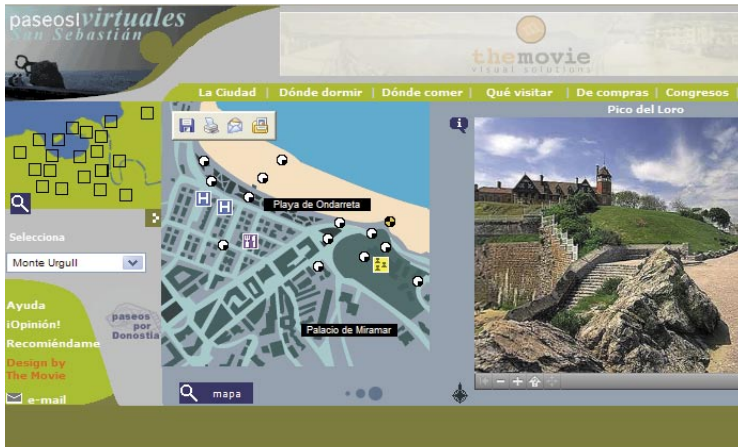 paseos|virtuales
San Sebastián
themovie
visual solutions
La Ciudad | Dónde dormir | Dónde comer | Qué visitar | De compras | Congresos |
Pico del Loro
H
H
Playa de Ondarreta
Selecciona
Monte Urgull
Ayuda
¡Opinión!
Recomiéndame
Design by
The Movie
e-mail
paseos
por
Donostia
Palacio de Miramar
mapa